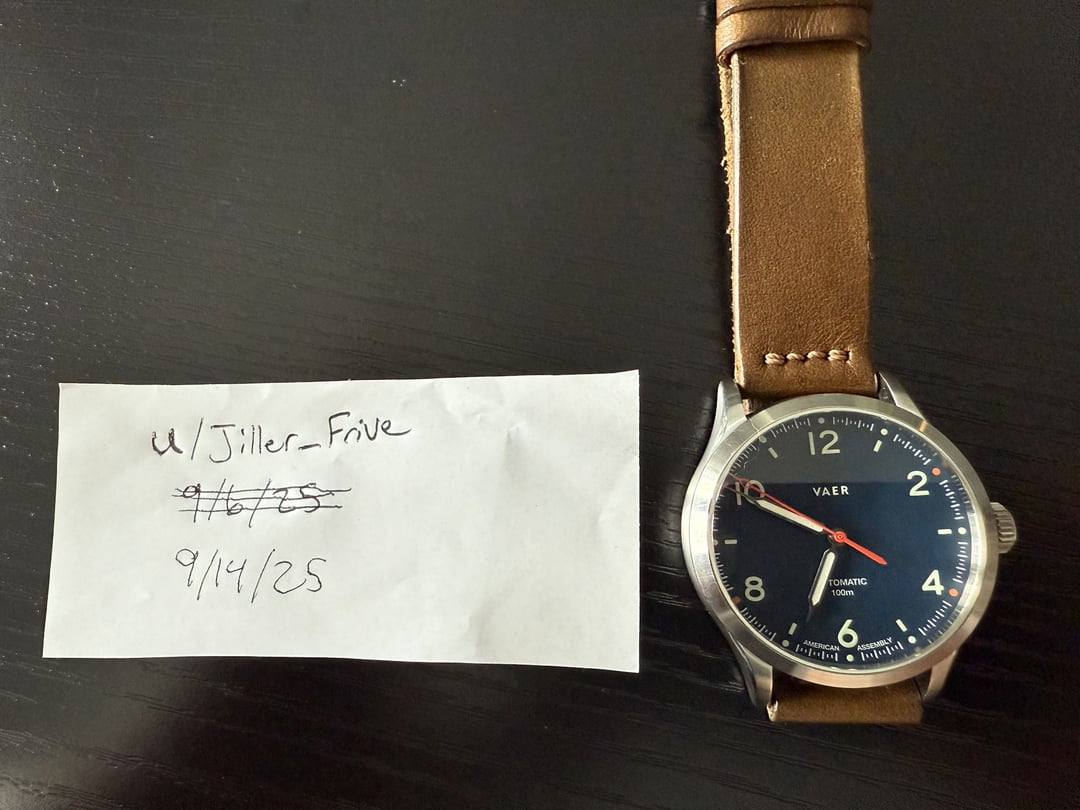 u/Jiller_Frive
9/6/25
9/14/25
12
10
2
VAER
8
4
TOMATIC
100m
6
AMERICAN ASSEMBLY